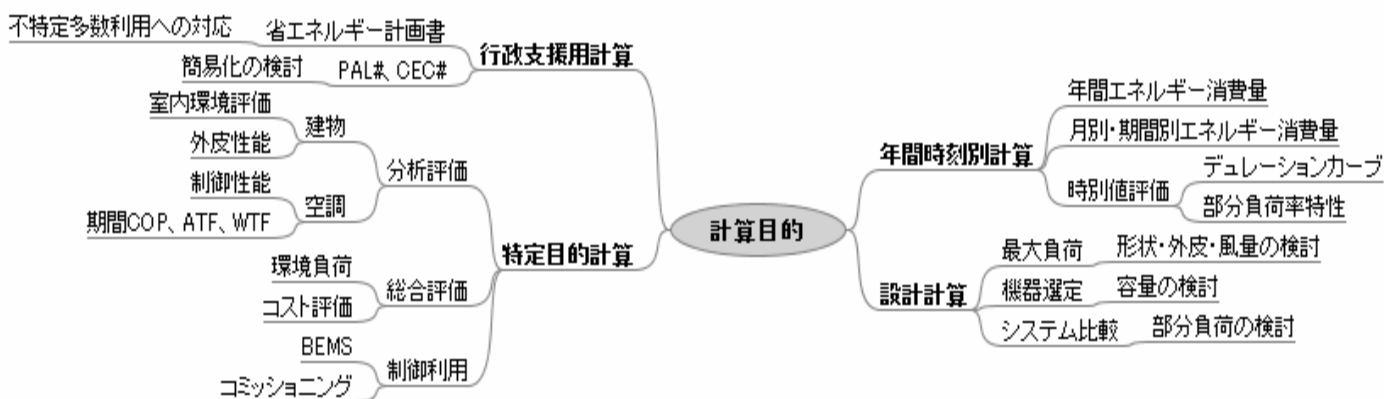 不特定多数利用への対応
省エネルギー計画書
行政支援用計算
簡易化の検討
PAL#、CEC#
室内環境評価
建物
外皮性能
分析評価
制御性能
空調
期間COP、ATF、WTF
特定目的計算
環境負荷
総合評価
コスト評価
BEMS
制御利用
コミッショニング
計算目的
年間エネルギー消費量
月別・期間別エネルギー消費量
年間時刻別計算
デュレーションカーブ
時別値評価
部分負荷率特性
最大負荷
形状・外皮・風量の検討
設計計算
機器選定
容量の検討
システム比較
部分負荷の検討